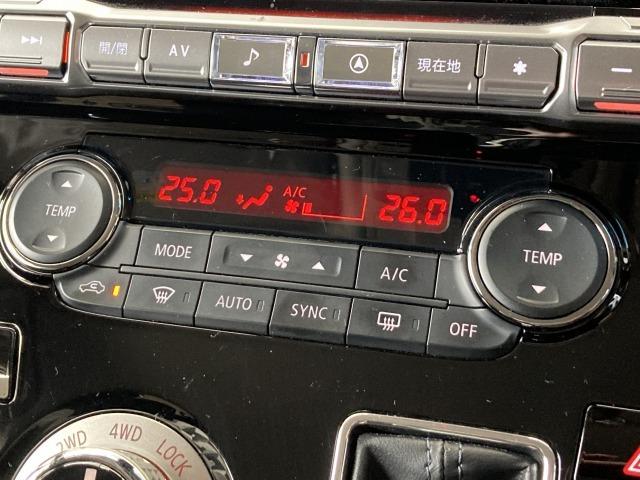 開/閉 AV 現在地
25.0 A/C 26.0
TEMP
TEMP
MODE A/C
AUTO SYNC OFF
2WD 4WD LOCK